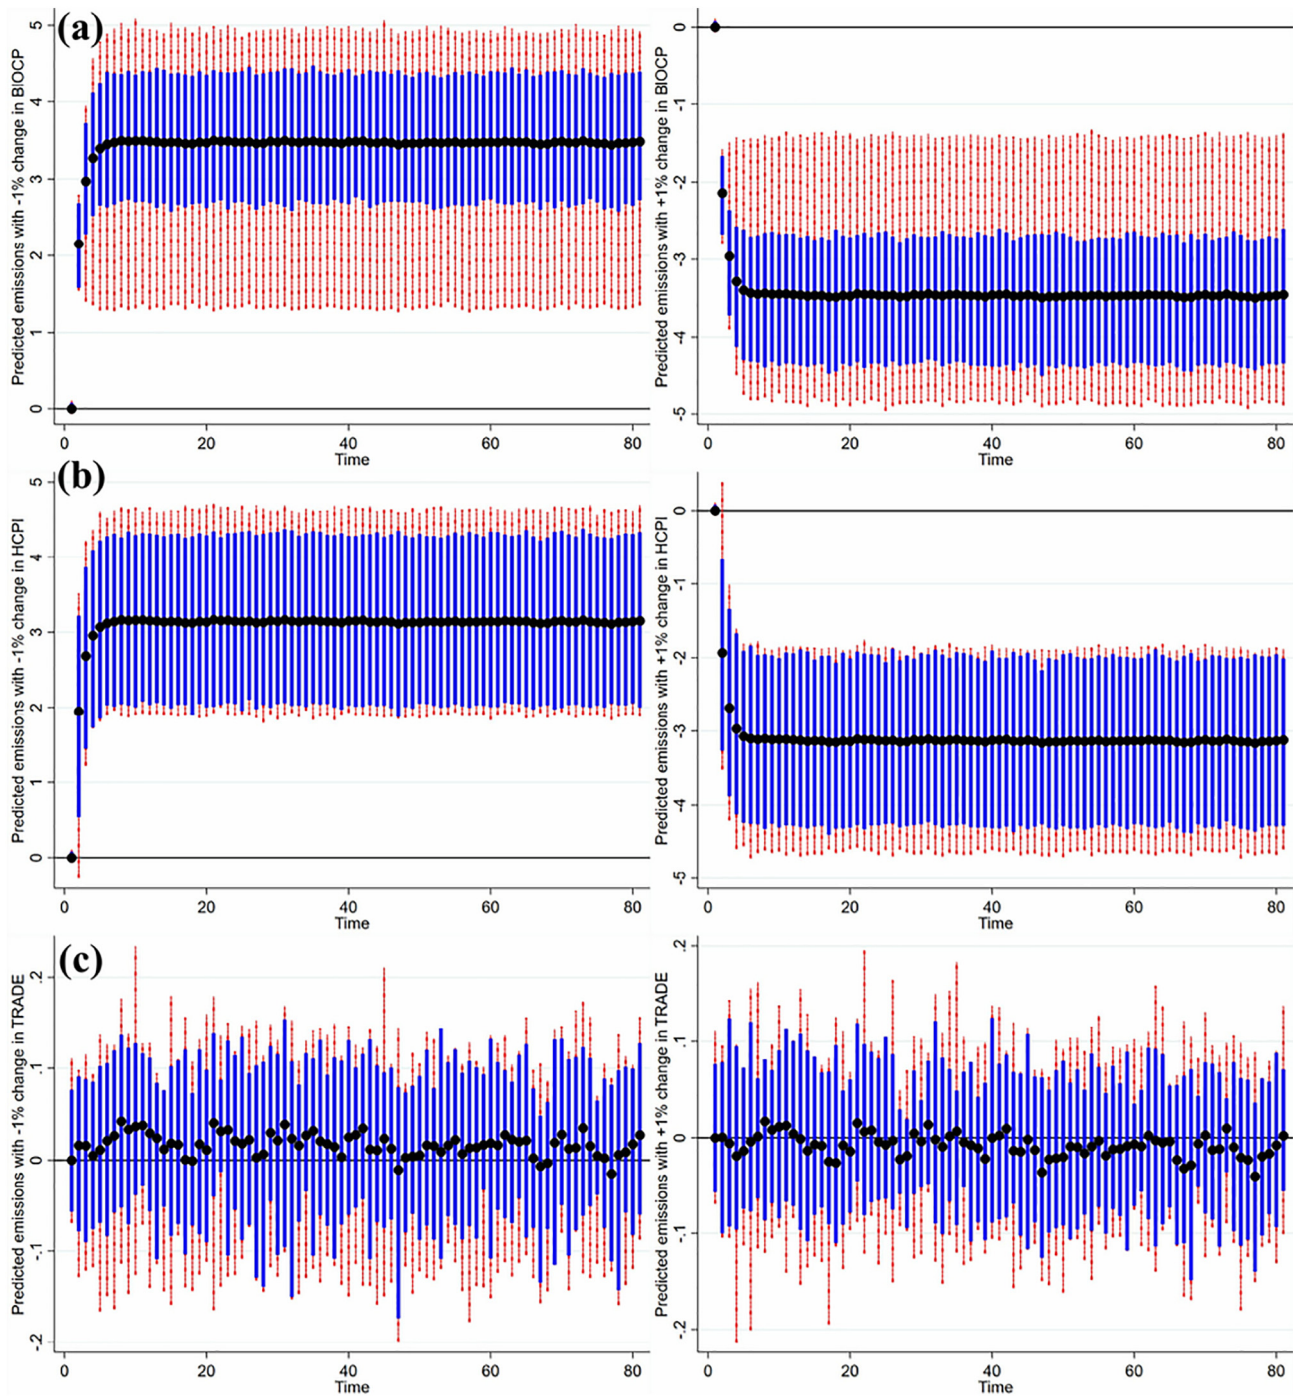 (a)
Predicted emissions with -1% change in BIOCP
5
4
3
2
1
0
0 20 40 60 80
Time
Predicted emissions with +1% change in BIOCP
0
-1
-2
-3
-4
-5
0 20 40 60 80
Time
(b)
Predicted emissions with -1% change in HCPI
5
4
3
2
1
0
0 20 40 60 80
Time
Predicted emissions with +1% change in HCPI
0
-1
-2
-3
-4
-5
0 20 40 60 80
Time
(c)
Predicted emissions with -1% change in TRADE
.2
.1
0
-.1
-.2
0 20 40 60 80
Time
Predicted emissions with +1% change in TRADE
.2
.1
0
-.1
-.2
0 20 40 60 80
Time